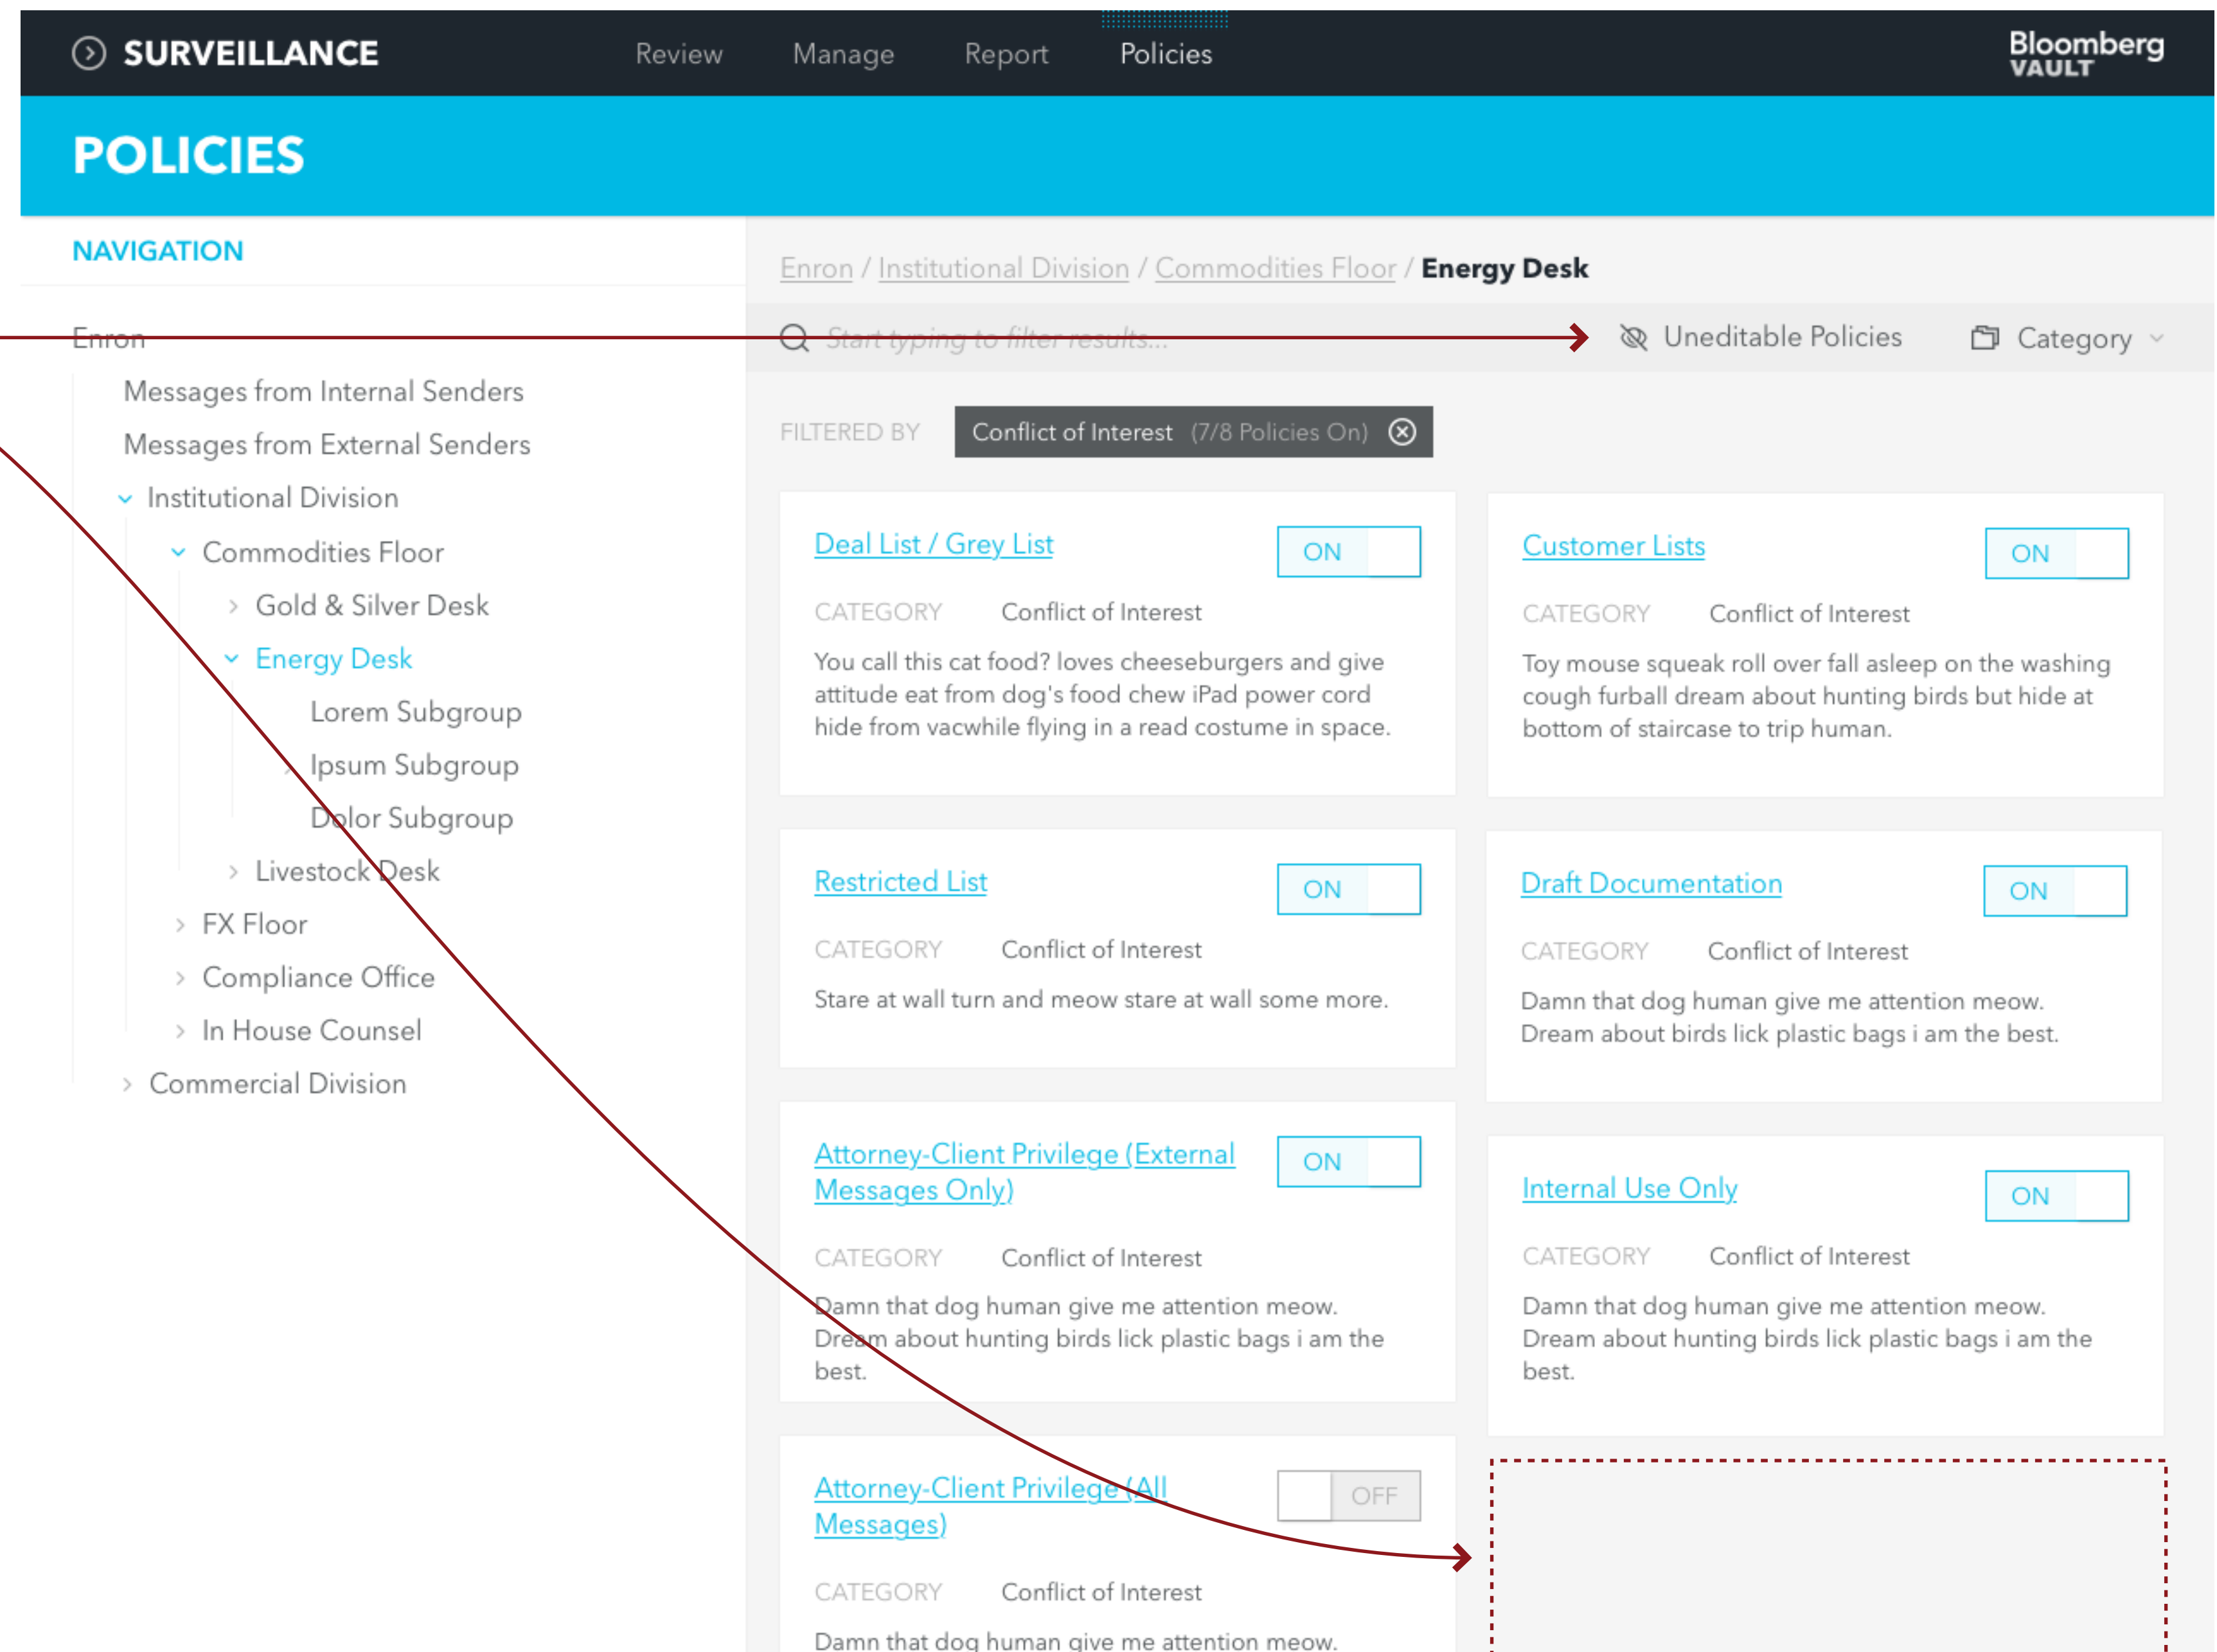 SURVEILLANCE
Review
Manage
Report
Policies
Bloomberg
VAULT
POLICIES
NAVIGATION
Enron
Messages from Internal Senders
Messages from External Senders
Institutional Division
Commodities Floor
Gold & Silver Desk
Energy Desk
Lorem Subgroup
Ipsum Subgroup
Dolor Subgroup
Livestock Desk
FX Floor
Compliance Office
In House Counsel
Commercial Division
Enron / Institutional Division / Commodities Floor / Energy Desk
Start typing to filter results...
Uneditable Policies
Category
FILTERED BY
Conflict of Interest (7/8 Policies On)
Deal List / Grey List
ON
CATEGORY Conflict of Interest
You call this cat food? loves cheeseburgers and give
attitude eat from dog's food chew iPad power cord
hide from vacwhile flying in a read costume in space.
Customer Lists
ON
CATEGORY Conflict of Interest
Toy mouse squeak roll over fall asleep on the washing
cough furball dream about hunting birds but hide at
bottom of staircase to trip human.
Restricted List
ON
CATEGORY Conflict of Interest
Stare at wall turn and meow stare at wall some more.
Draft Documentation
ON
CATEGORY Conflict of Interest
Damn that dog human give me attention meow.
Dream about birds lick plastic bags i am the best.
Attorney-Client Privilege (External
Messages Only)
ON
CATEGORY Conflict of Interest
Damn that dog human give me attention meow.
Dream about hunting birds lick plastic bags i am the
best.
Internal Use Only
ON
CATEGORY Conflict of Interest
Damn that dog human give me attention meow.
Dream about hunting birds lick plastic bags i am the
best.
Attorney-Client Privilege (All
Messages)
OFF
CATEGORY Conflict of Interest
Damn that dog human give me attention meow.